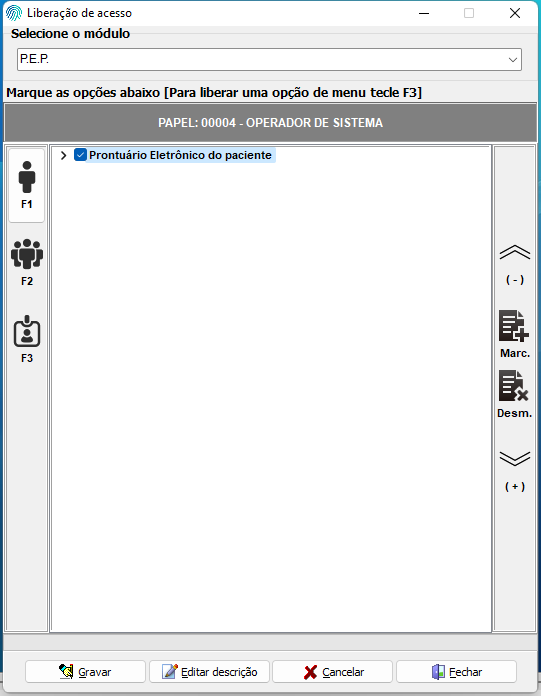 Liberação de acesso
Selecione o módulo
P.E.P.
Marque as opções abaixo [Para liberar uma opção de menu tecle F3]
PAPEL: 00004 - OPERADOR DE SISTEMA
Prontuário Eletrônico do paciente
F1
F2
F3
( - )
Marc.
Desm.
( + )
Gravar
Editar descrição
Cancelar
Fechar